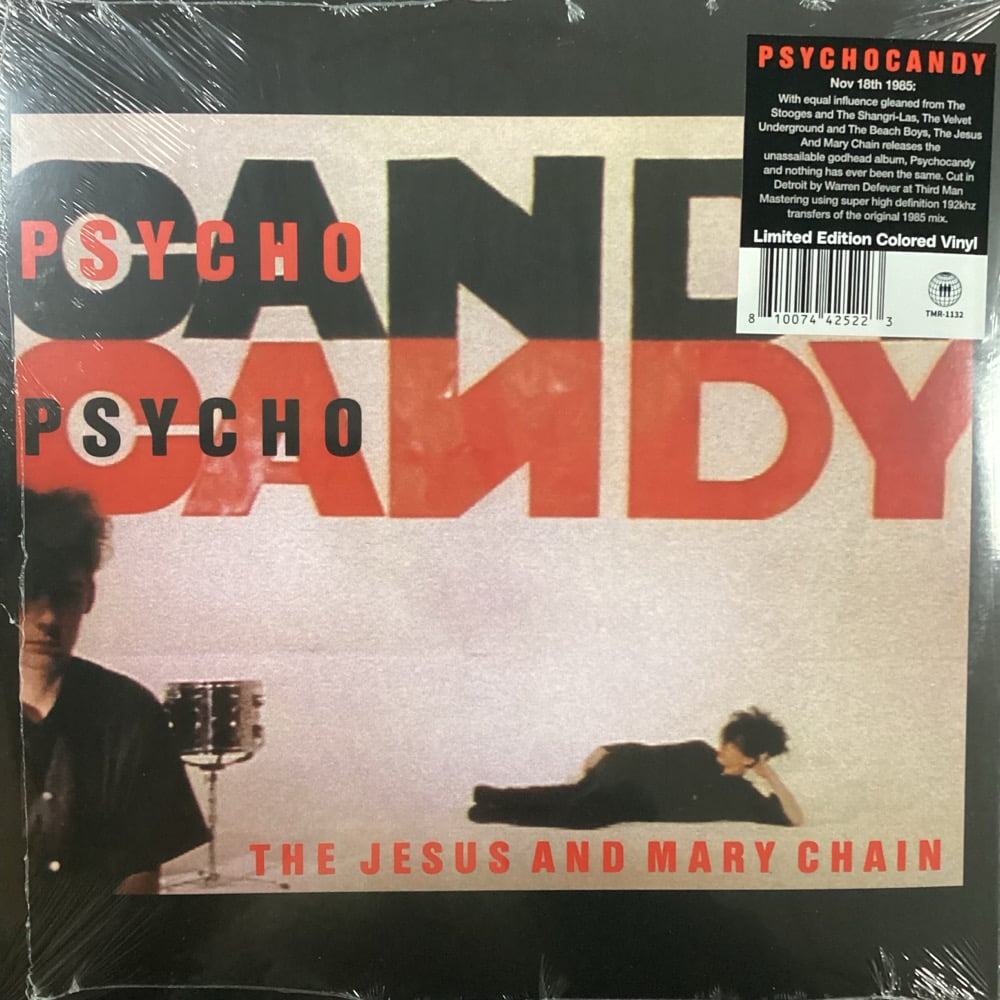 PSYCHOCANDY
Nov 18th 1985:
With equal influence gleaned from The
Stooges and The Shangri-Las, The Velvet
Underground and The Beach Boys, The Jesus
And Mary Chain releases the
unassailable godhead album, Psychocandy
and nothing has ever been the same. Cut in
Detroit by Warren Defever at Third Man
Mastering using super high definition 192khz
transfers of the original 1985 mix.
Limited Edition Colored Vinyl
8 10074 42522 3
TMR-1132
CAND
PSYCHO
CANDY
PSYCHO
THE JESUS AND MARY CHAIN